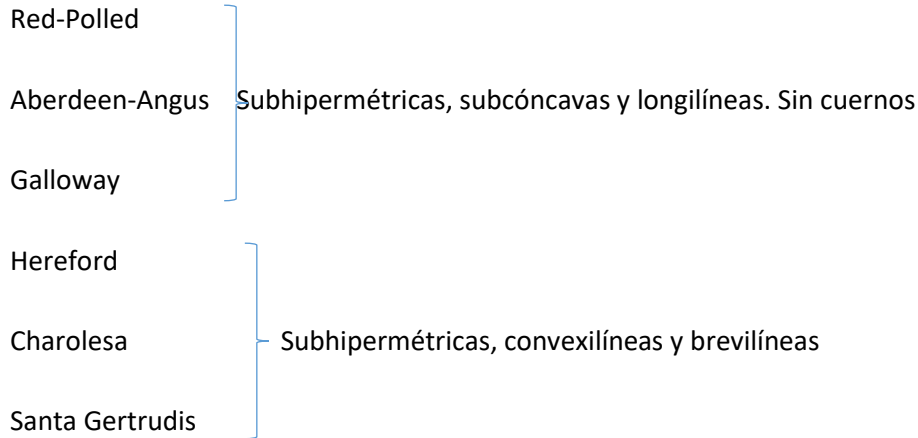 Red-Polled
Aberdeen-Angus Subhipermétricas, subcóncavas y longilíneas. Sin cuernos
Galloway
Hereford
Charolesa Subhipermétricas, convexilíneas y brevilíneas
Santa Gertrudis